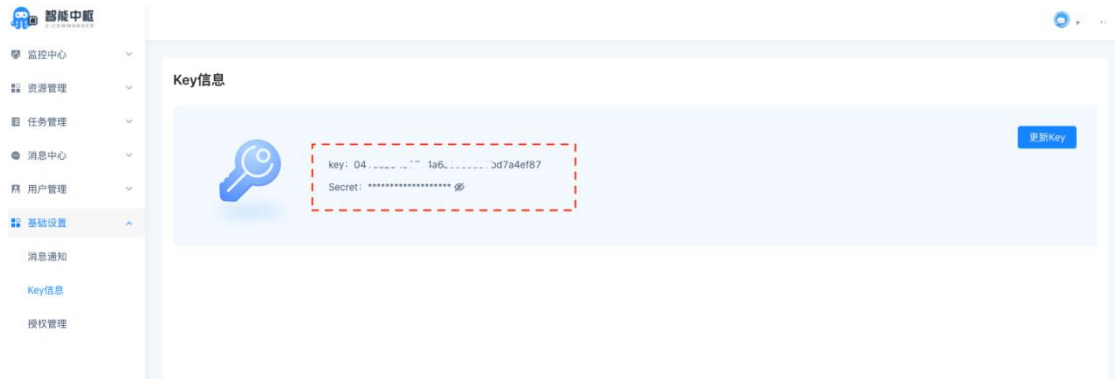 智能中枢
Z-COMMANDER
监控中心
资源管理
任务管理
消息中心
用户管理
基础设置
消息通知
Key信息
授权管理
Key信息
更新Key
key：04
Secret：*******************